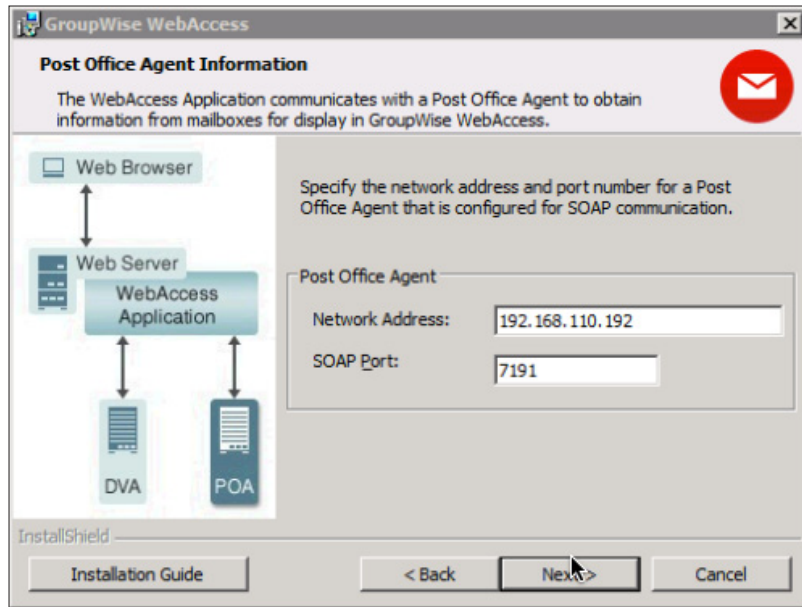 GroupWise WebAccess
Post Office Agent Information
The WebAccess Application communicates with a Post Office Agent to obtain
information from mailboxes for display in GroupWise WebAccess.
Web Browser
Web Server
WebAccess
Application
DVA
POA
Specify the network address and port number for a Post
Office Agent that is configured for SOAP communication.
Post Office Agent
Network Address:
192.168.110.192
SOAP Port:
7191
InstallShield
Installation Guide
< Back
Next >
Cancel